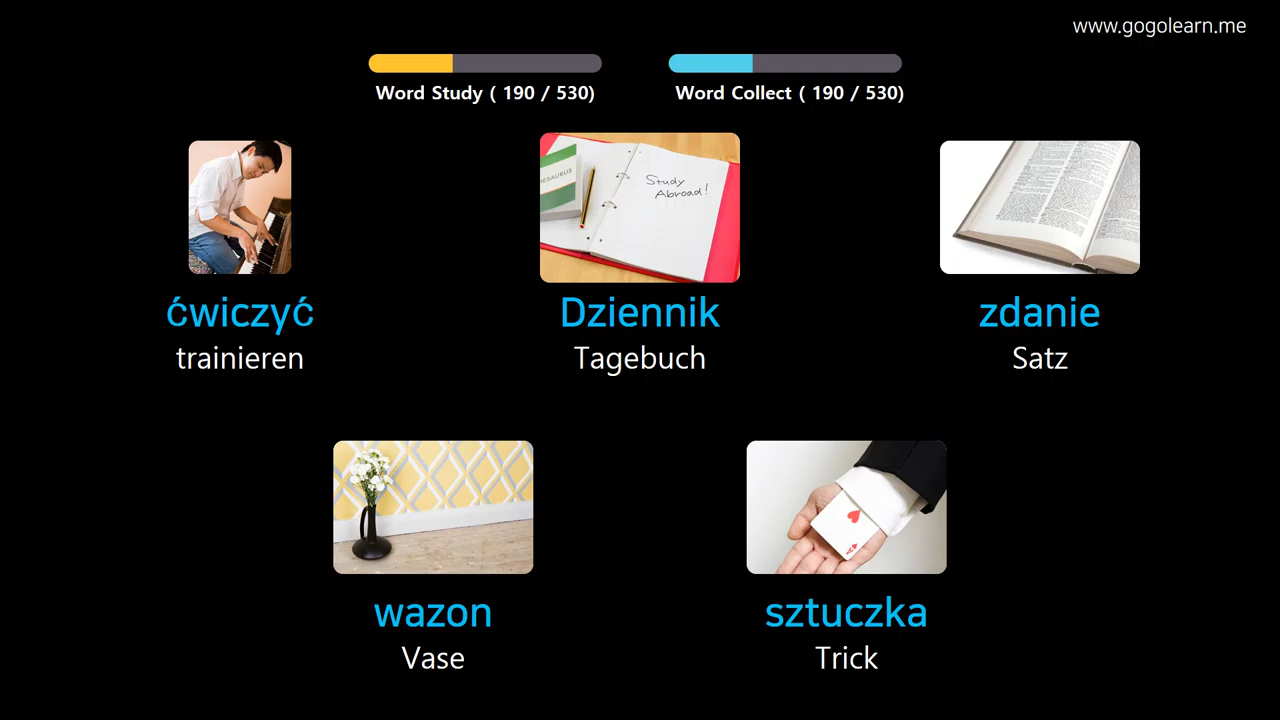 www.gogolearn.me
Word Study ( 190 / 530)
Word Collect ( 190 / 530)
THESAURUS
Study
Abroad!
ćwiczyć
trainieren
Dziennik
Tagebuch
zdanie
Satz
wazon
Vase
sztuczka
Trick